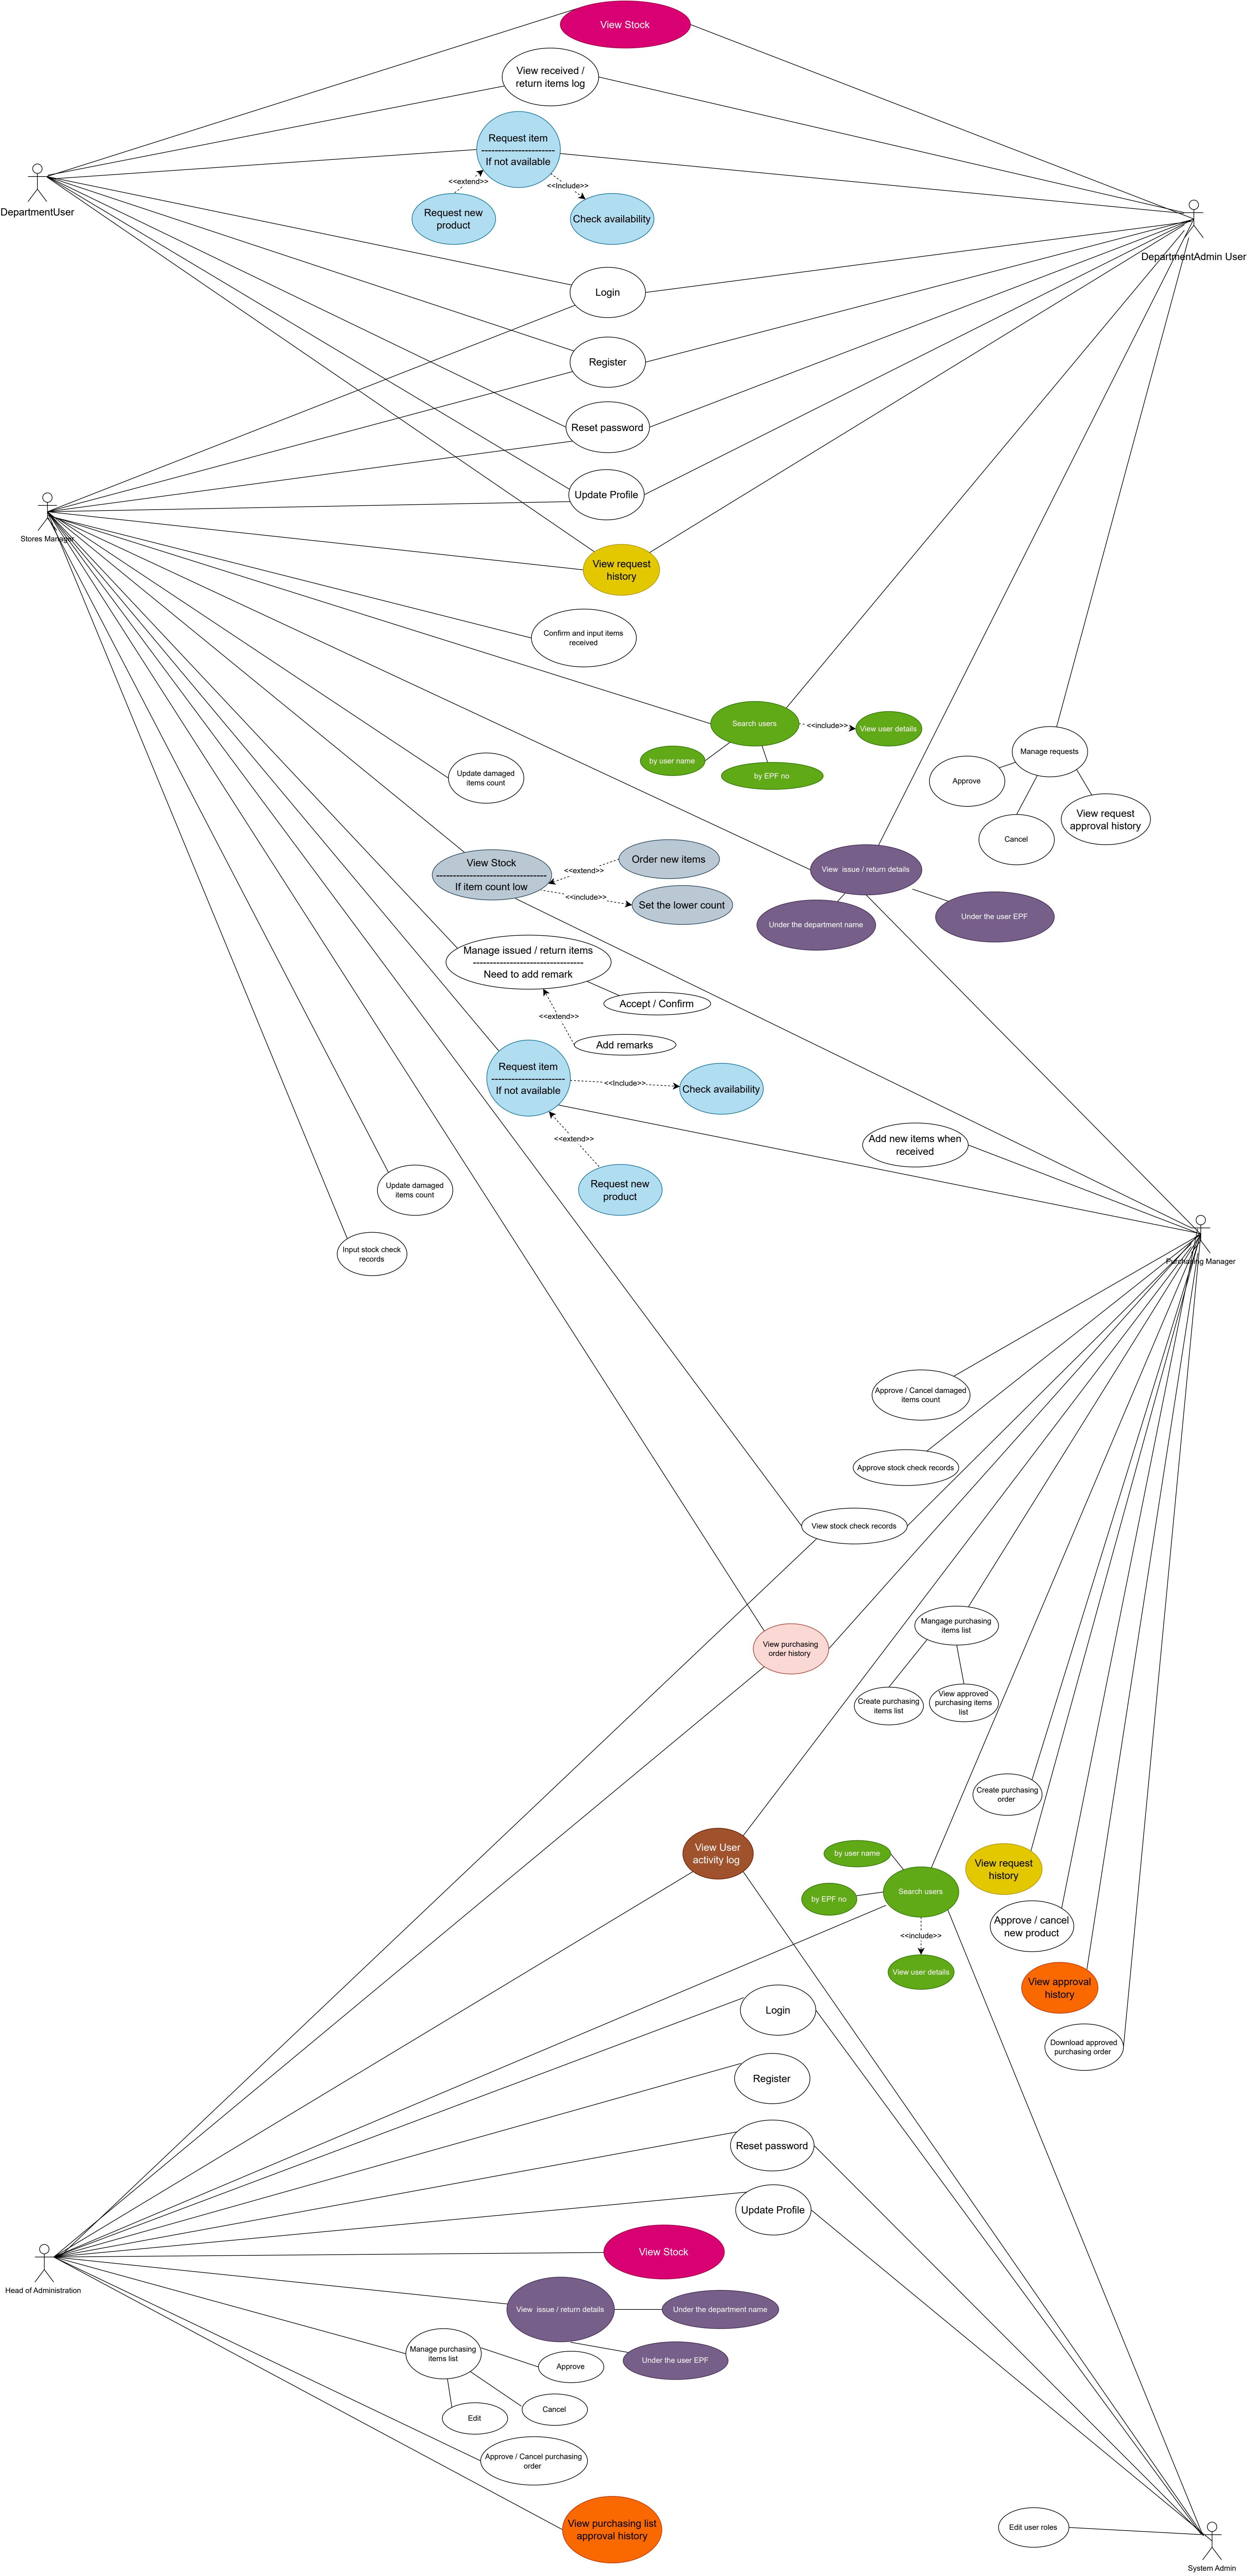 View Stock
View received /
return items log
Request item
----------------------
If not available
<<extend>>
<<Include>>
DepartmentUser
Request new
product
Check availability
DepartmentAdmin User
Login
Register
Reset password
Update Profile
Stores Manager
View request
history
Confirm and input items
received
Search users
<<include>>
View user details
by user name
by EPF no
Manage requests
Approve
View request
approval history
Cancel
Update damaged
items count
View Stock
---------------------------------
If item count low
<<extend>>
Order new items
<<include>>
Set the lower count
View  issue / return details
Under the department name
Under the user EPF
Manage issued / return items
---------------------------------
Need to add remark
Accept / Confirm
<<extend>>
Add remarks
Request item
----------------------
If not available
<<Include>>
Check availability
<<extend>>
Request new
product
Add new items when
received
Update damaged
items count
Input stock check
records
Purchasing Manager
Approve / Cancel damaged
items count
Approve stock check records
View stock check records
Mangage purchasing
items list
View purchasing
order history
Create purchasing
items list
View approved
purchasing items
list
Create purchasing
order
View User
activity log
by user name
by EPF no
Search users
<<include>>
View user details
View request
history
Approve / cancel
new product
View approval
history
Download approved
purchasing order
Login
Register
Reset password
Update Profile
View Stock
Head of Administration
View  issue / return details
Under the department name
Under the user EPF
Manage purchasing
items list
Approve
Cancel
Edit
Approve / Cancel purchasing
order
View purchasing list
approval history
Edit user roles
System Admin